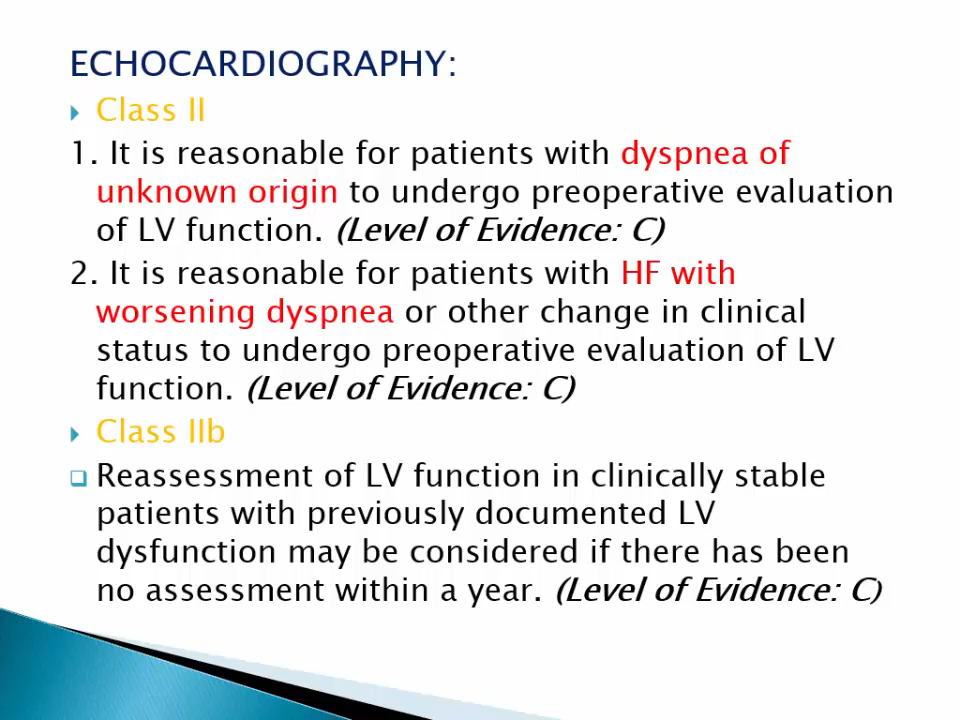 ECHOCARDIOGRAPHY:
Class II
1. It is reasonable for patients with dyspnea of
unknown origin to undergo preoperative evaluation
of LV function. (Level of Evidence: C)
2. It is reasonable for patients with HF with
worsening dyspnea or other change in clinical
status to undergo preoperative evaluation of LV
function. (Level of Evidence: C)
Class IIb
Reassessment of LV function in clinically stable
patients with previously documented LV
dysfunction may be considered if there has been
no assessment within a year. (Level of Evidence: C)